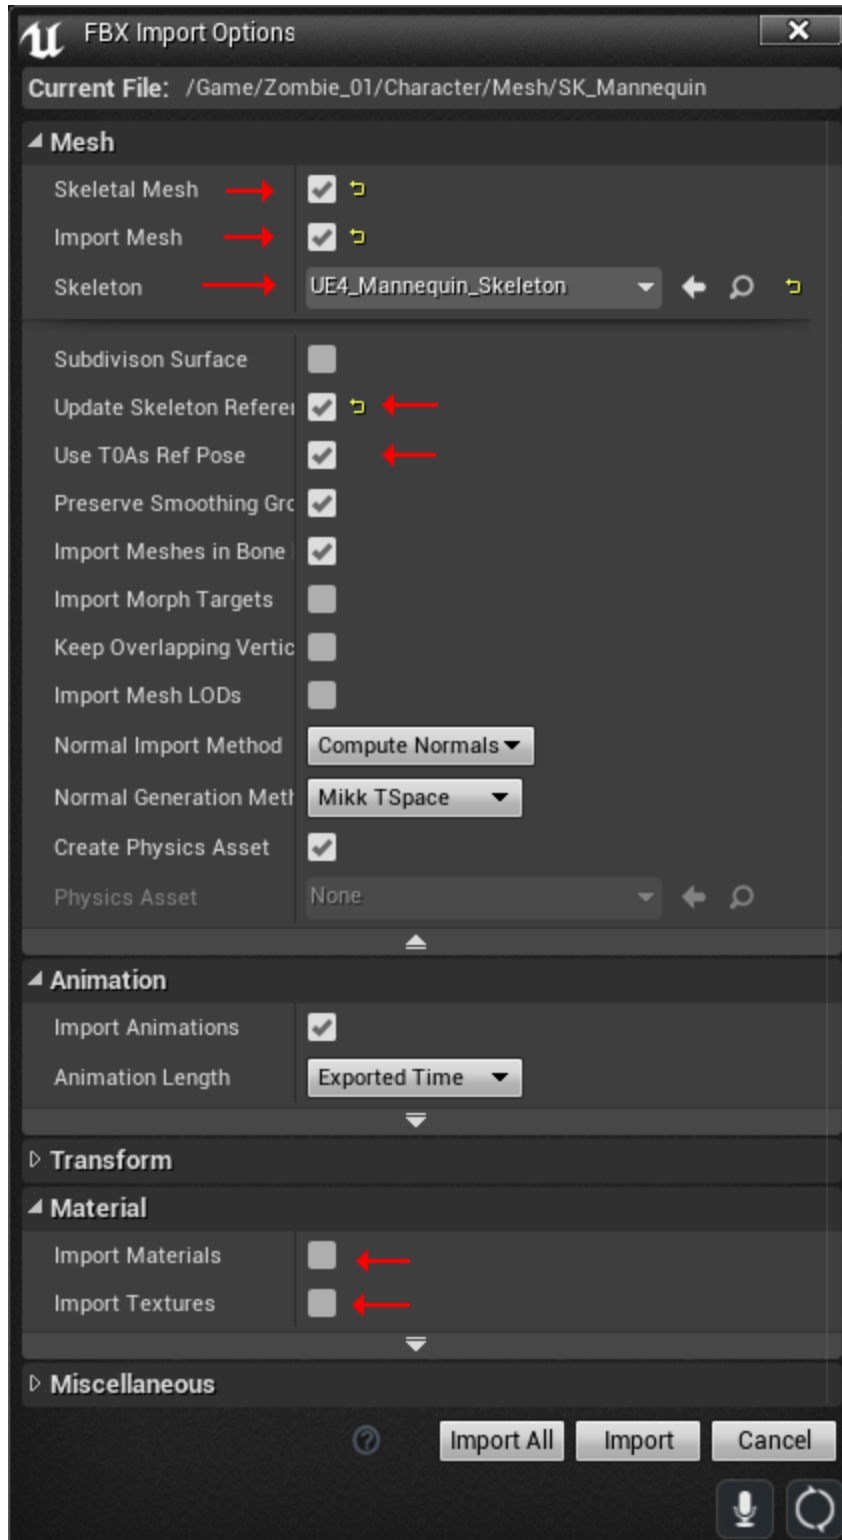 FBX Import Options
Current File: /Game/Zombie_01/Character/Mesh/SK_Mannequin
Mesh
Skeletal Mesh
Import Mesh
Skeleton UE4_Mannequin_Skeleton
Subdivison Surface
Update Skeleton Referer
Use T0As Ref Pose
Preserve Smoothing Gro
Import Meshes in Bone
Import Morph Targets
Keep Overlapping Vertic
Import Mesh LODs
Normal Import Method Compute Normals
Normal Generation Meth Mikk TSpace
Create Physics Asset
Physics Asset None
Animation
Import Animations
Animation Length Exported Time
Transform
Material
Import Materials
Import Textures
Miscellaneous
? Import All Import Cancel